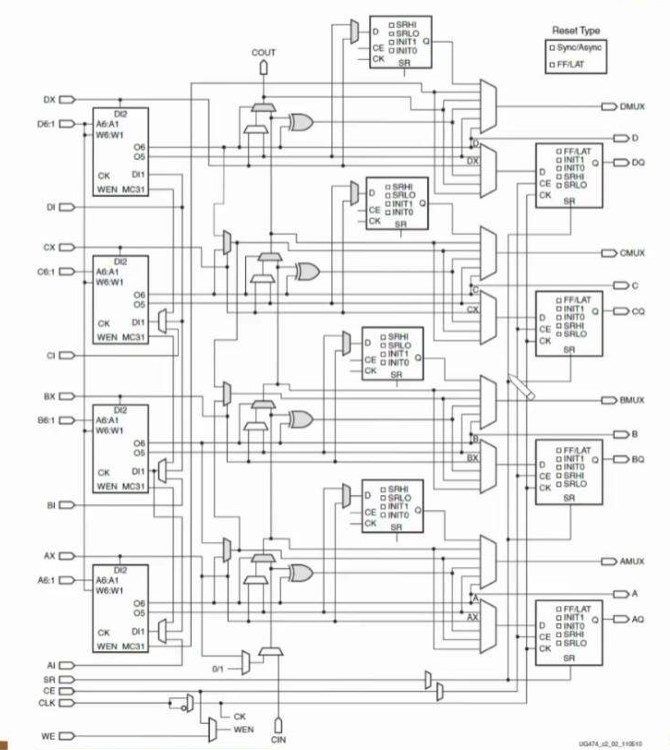 SRHI
D SRLO
INIT1 Q
CE INIT0
CK
SR
Reset Type
Sync/Async
FF/LAT
COUT
DX
DI2
D6:1 A6:A1
W6:W1
O6
O5
CK DI1
WEN MC31
DMUX
D
DX
FF/LAT
INIT1 Q DQ
D INIT0
CE SRHI
SRLO
CK
SR
DI
SRHI
D SRLO
INIT1 Q
CE INIT0
CK
SR
CX
DI2
C6:1 A6:A1
W6:W1
O6
O5
CK DI1
WEN MC31
CMUX
C
C
CX
FF/LAT
INIT1 Q CQ
D INIT0
CE SRHI
SRLO
CK
SR
CI
SRHI
D SRLO
INIT1 Q
CE INIT0
CK
SR
BX
DI2
B6:1 A6:A1
W6:W1
O6
O5
CK DI1
WEN MC31
BMUX
B
B
BX
FF/LAT
INIT1 Q BQ
D INIT0
CE SRHI
SRLO
CK
SR
BI
SRHI
D SRLO
INIT1 Q
CE INIT0
CK
SR
AX
DI2
A6:1 A6:A1
W6:W1
O6
O5
CK DI1
WEN MC31
AMUX
A
A
AX
FF/LAT
INIT1 Q AQ
D INIT0
CE SRHI
SRLO
CK
SR
AI
SR
CE
CLK
WE
0/1
CK
WEN
CIN
UG474_c2_02_110510